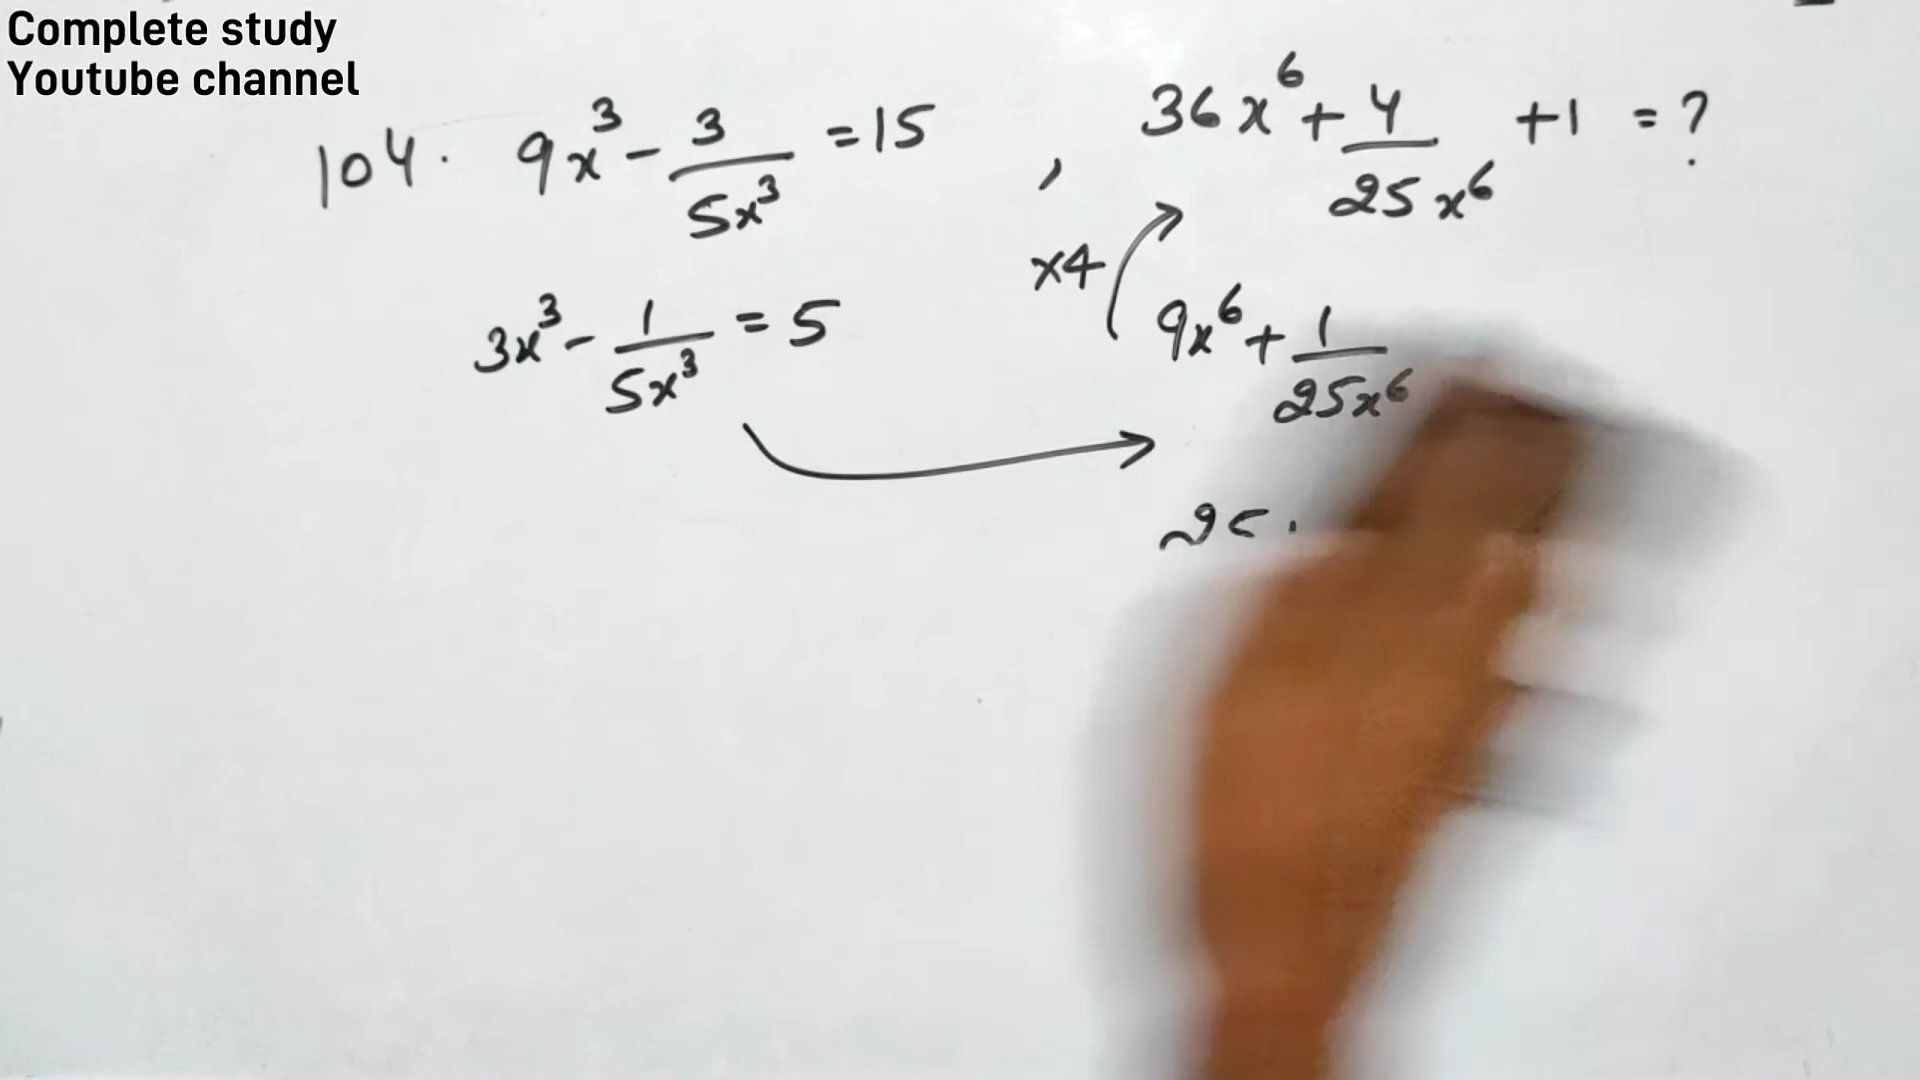 Complete study
Youtube channel
104. 9x³ - 3/5x³ = 15 , 36x⁶ + 4/25x⁶ + 1 = ?
3x³ - 1/5x³ = 5 ×4 9x⁶ + 1/25x⁶